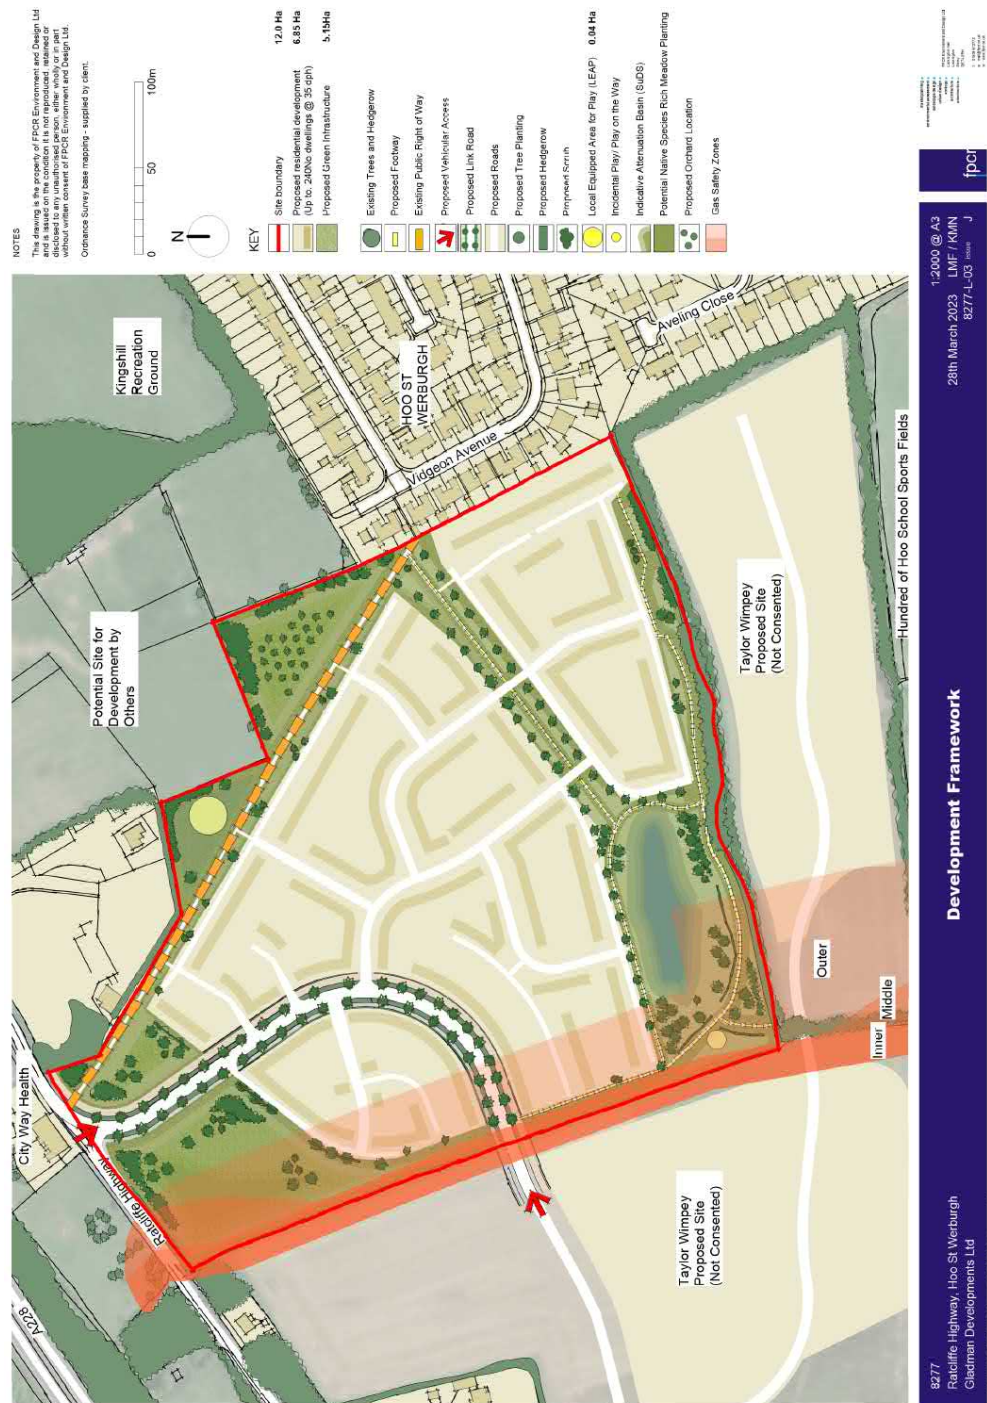 NOTES
This drawing is the property of FPCR Environment and Design Ltd
and is issued on the condition it is not reproduced, retained or
disclosed to any unauthorised person, either wholly or in part
without written consent of FPCR Environment and Design Ltd.
Ordnance Survey base mapping - supplied by client.
0
50
100m
N
KEY
Site boundary 12.0 Ha
Proposed residential development 6.85 Ha
(Up to 240No. dwellings @ 35 dph)
Proposed Green Infrastructure 5.15Ha
Existing Trees and Hedgerow
Proposed Footway
Existing Public Right of Way
Proposed Vehicular Access
Proposed Link Road
Proposed Roads
Proposed Tree Planting
Proposed Hedgerow
Proposed Scrub
Local Equipped Area for Play (LEAP) 0.04 Ha
Incidental Play/ Play on the Way
Indicative Attenuation Basin (SuDS)
Potential Native Species Rich Meadow Planting
Proposed Orchard Location
Gas Safety Zones
Kingshill
Recreation
Ground
HOO ST
WERBURGH
Vidgeon Avenue
Aveling Close
Potential Site for
Development by
Others
City Way Health
Ratcliffe Highway
A228
Taylor Wimpey
Proposed Site
(Not Consented)
Taylor Wimpey
Proposed Site
(Not Consented)
Hundred of Hoo School Sports Fields
Outer
Middle
Inner
8277
Ratcliffe Highway, Hoo St Werburgh
Gladman Developments Ltd
Development Framework
1:2000 @ A3
28th March 2023 LMF / KMN
8277-L-03 issue J
fpcr